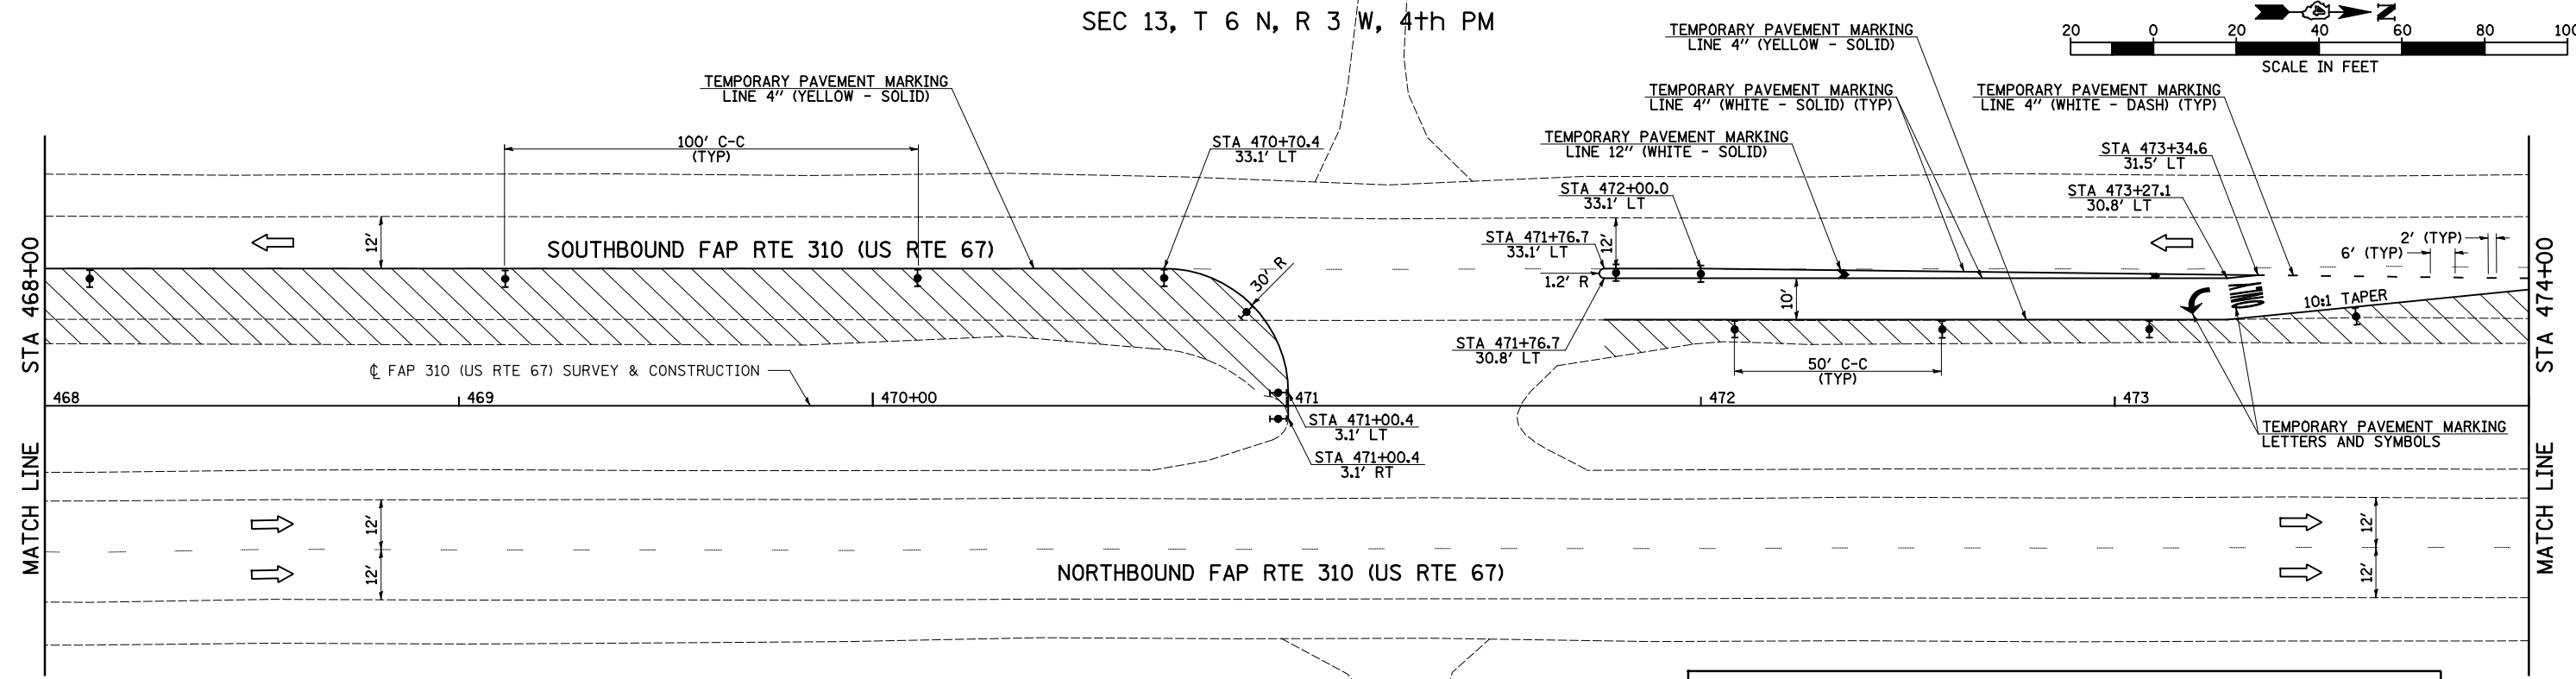 SEC 13, T 6 N, R 3 W, 4th PM
N
20 0 20 40 60 80 100
SCALE IN FEET
TEMPORARY PAVEMENT MARKING
LINE 4" (YELLOW - SOLID)
TEMPORARY PAVEMENT MARKING
LINE 4" (YELLOW - SOLID)
TEMPORARY PAVEMENT MARKING
LINE 4" (WHITE - SOLID) (TYP)
TEMPORARY PAVEMENT MARKING
LINE 4" (WHITE - DASH) (TYP)
TEMPORARY PAVEMENT MARKING
LINE 12" (WHITE - SOLID)
100' C-C
(TYP)
STA 470+70.4
33.1' LT
STA 473+34.6
31.5' LT
STA 472+00.0
33.1' LT
STA 473+27.1
30.8' LT
STA 471+76.7
33.1' LT
1.2' R
STA 471+76.7
30.8' LT
12'
12'
2' (TYP)
6' (TYP)
SOUTHBOUND FAP RTE 310 (US RTE 67)
30' R
10'
10:1 TAPER
50' C-C
(TYP)
STA 468+00
MATCH LINE
STA 474+00
MATCH LINE
℄ FAP 310 (US RTE 67) SURVEY & CONSTRUCTION
468 469 470+00 471 472 473
STA 471+00.4
3.1' LT
STA 471+00.4
3.1' RT
TEMPORARY PAVEMENT MARKING
LETTERS AND SYMBOLS
12'
12'
12'
12'
NORTHBOUND FAP RTE 310 (US RTE 67)